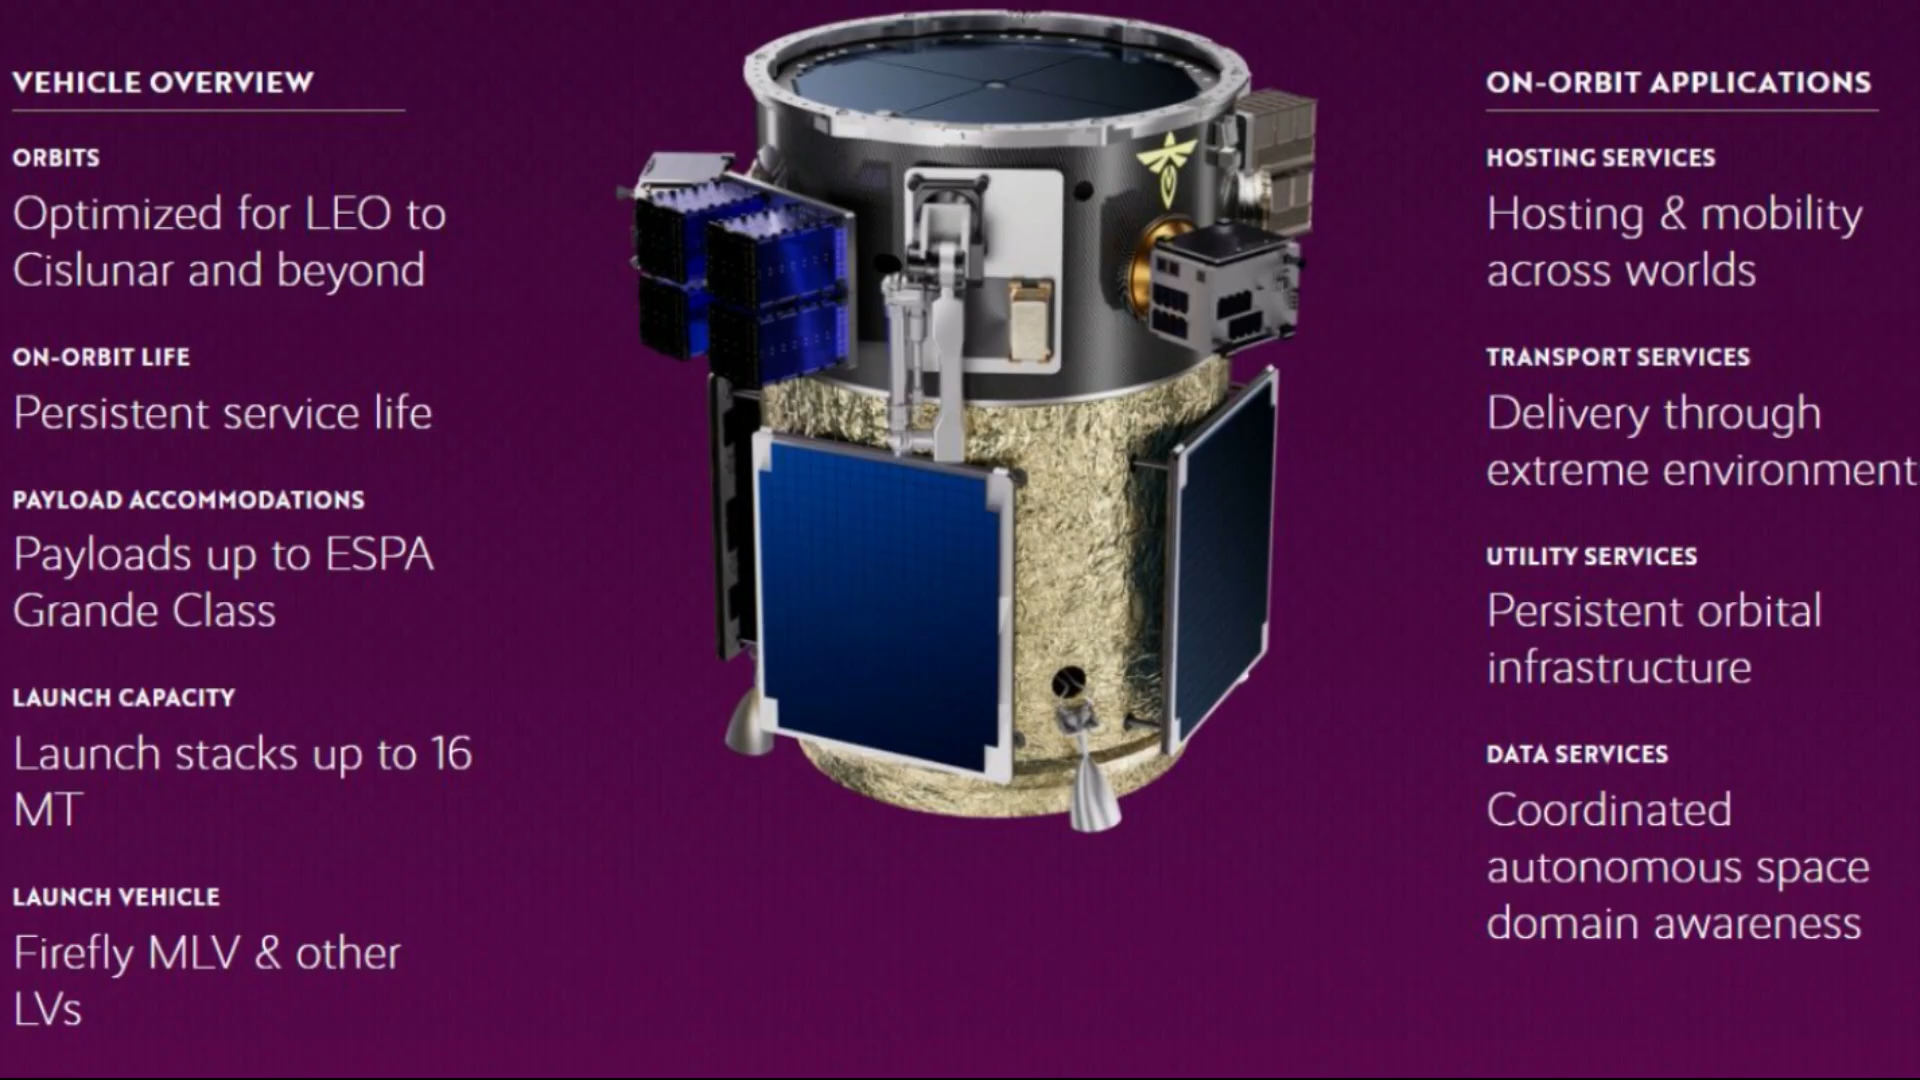 VEHICLE OVERVIEW
ORBITS
Optimized for LEO to
Cislunar and beyond
ON-ORBIT LIFE
Persistent service life
PAYLOAD ACCOMMODATIONS
Payloads up to ESPA
Grande Class
LAUNCH CAPACITY
Launch stacks up to 16
MT
LAUNCH VEHICLE
Firefly MLV & other
LVs
ON-ORBIT APPLICATIONS
HOSTING SERVICES
Hosting & mobility
across worlds
TRANSPORT SERVICES
Delivery through
extreme environment
UTILITY SERVICES
Persistent orbital
infrastructure
DATA SERVICES
Coordinated
autonomous space
domain awareness